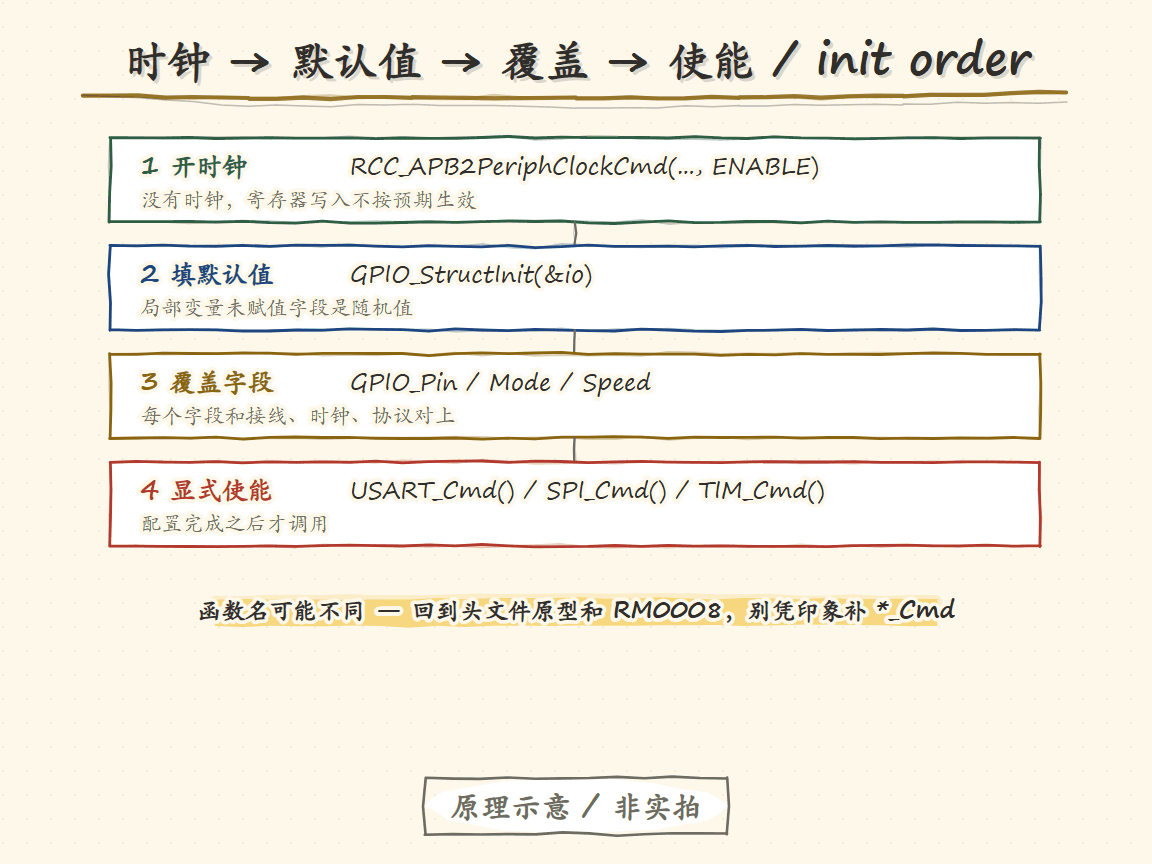 时钟 → 默认值 → 覆盖 → 使能 / init order
1 开时钟 RCC_APB2PeriphClockCmd(..., ENABLE)
没有时钟，寄存器写入不按预期生效
2 填默认值 GPIO_StructInit(&io)
局部变量未赋值字段是随机值
3 覆盖字段 GPIO_Pin / Mode / Speed
每个字段和接线、时钟、协议对上
4 显式使能 USART_Cmd() / SPI_Cmd() / TIM_Cmd()
配置完成之后才调用
函数名可能不同 — 回到头文件原型和 RM0008，别凭印象补 *_Cmd
原理示意 / 非实拍